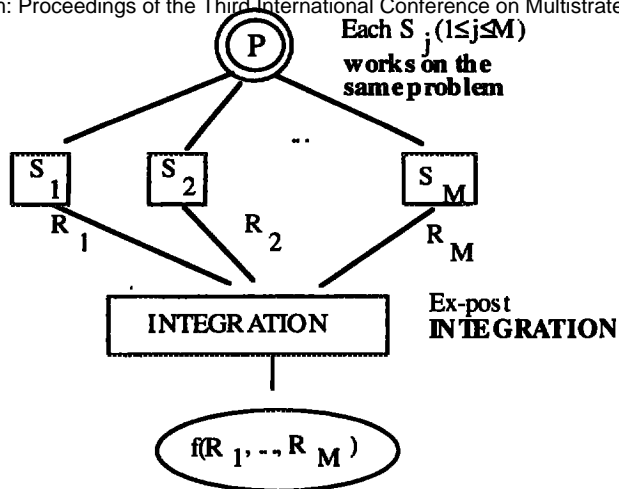 n: Proceedings of the Third International Conference on Multistrate
P
Each S j (1≤j≤M)
works on the
same problem
...
S 1
S 2
S M
R 1
R 2
R M
INTEGRATION
Ex-post
INTEGRATION
f(R 1, .., R M )